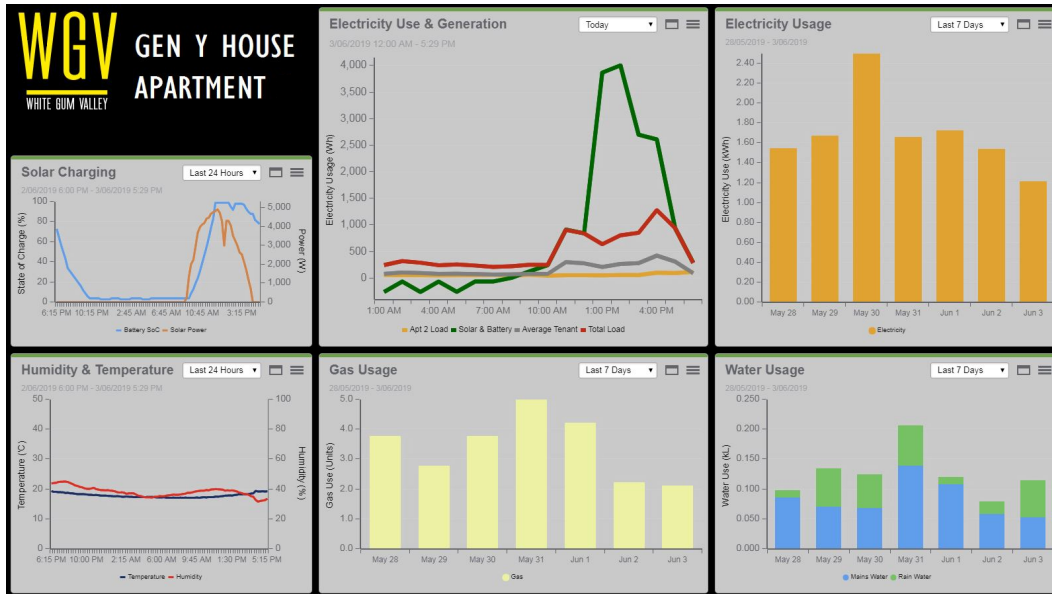 WGV
WHITE GUM VALLEY
GEN Y HOUSE
APARTMENT
Solar Charging
Last 24 Hours
2/06/2019 6:00 PM - 3/06/2019 5:29 PM
State of Charge (%)
100
80
60
40
20
0
Power (W)
5,000
4,000
3,000
2,000
1,000
0
6:15 PM 10:15 PM 2:45 AM 6:45 AM 10:45 AM 3:15 PM
Battery SoC Solar Power
Electricity Use & Generation
Today
3/06/2019 12:00 AM - 5:29 PM
Electricity Usage (Wh)
4,000
3,500
3,000
2,500
2,000
1,500
1,000
500
0
1:00 AM 4:00 AM 7:00 AM 10:00 AM 1:00 PM 4:00 PM
Apt 2 Load Solar & Battery Average Tenant Total Load
Electricity Usage
Last 7 Days
28/05/2019 - 3/06/2019
Electricity Use (kWh)
2.40
2.20
2.00
1.80
1.60
1.40
1.20
1.00
0.80
0.60
0.40
0.20
0.00
May 28 May 29 May 30 May 31 Jun 1 Jun 2 Jun 3
Electricity
Humidity & Temperature
Last 24 Hours
2/06/2019 6:00 PM - 3/06/2019 5:29 PM
Temperature (°C)
50
40
30
20
10
0
Humidity (%)
100
80
60
40
20
0
6:15 PM 10:00 PM 2:15 AM 6:00 AM 9:45 AM 1:30 PM 5:15 PM
Temperature Humidity
Gas Usage
Last 7 Days
28/05/2019 - 3/06/2019
Gas Use (Units)
5.0
4.0
3.0
2.0
1.0
0.0
May 28 May 29 May 30 May 31 Jun 1 Jun 2 Jun 3
Gas
Water Usage
Last 7 Days
28/05/2019 - 3/06/2019
Water Use (kL)
0.250
0.200
0.150
0.100
0.050
0.000
May 28 May 29 May 30 May 31 Jun 1 Jun 2 Jun 3
Mains Water Rain Water